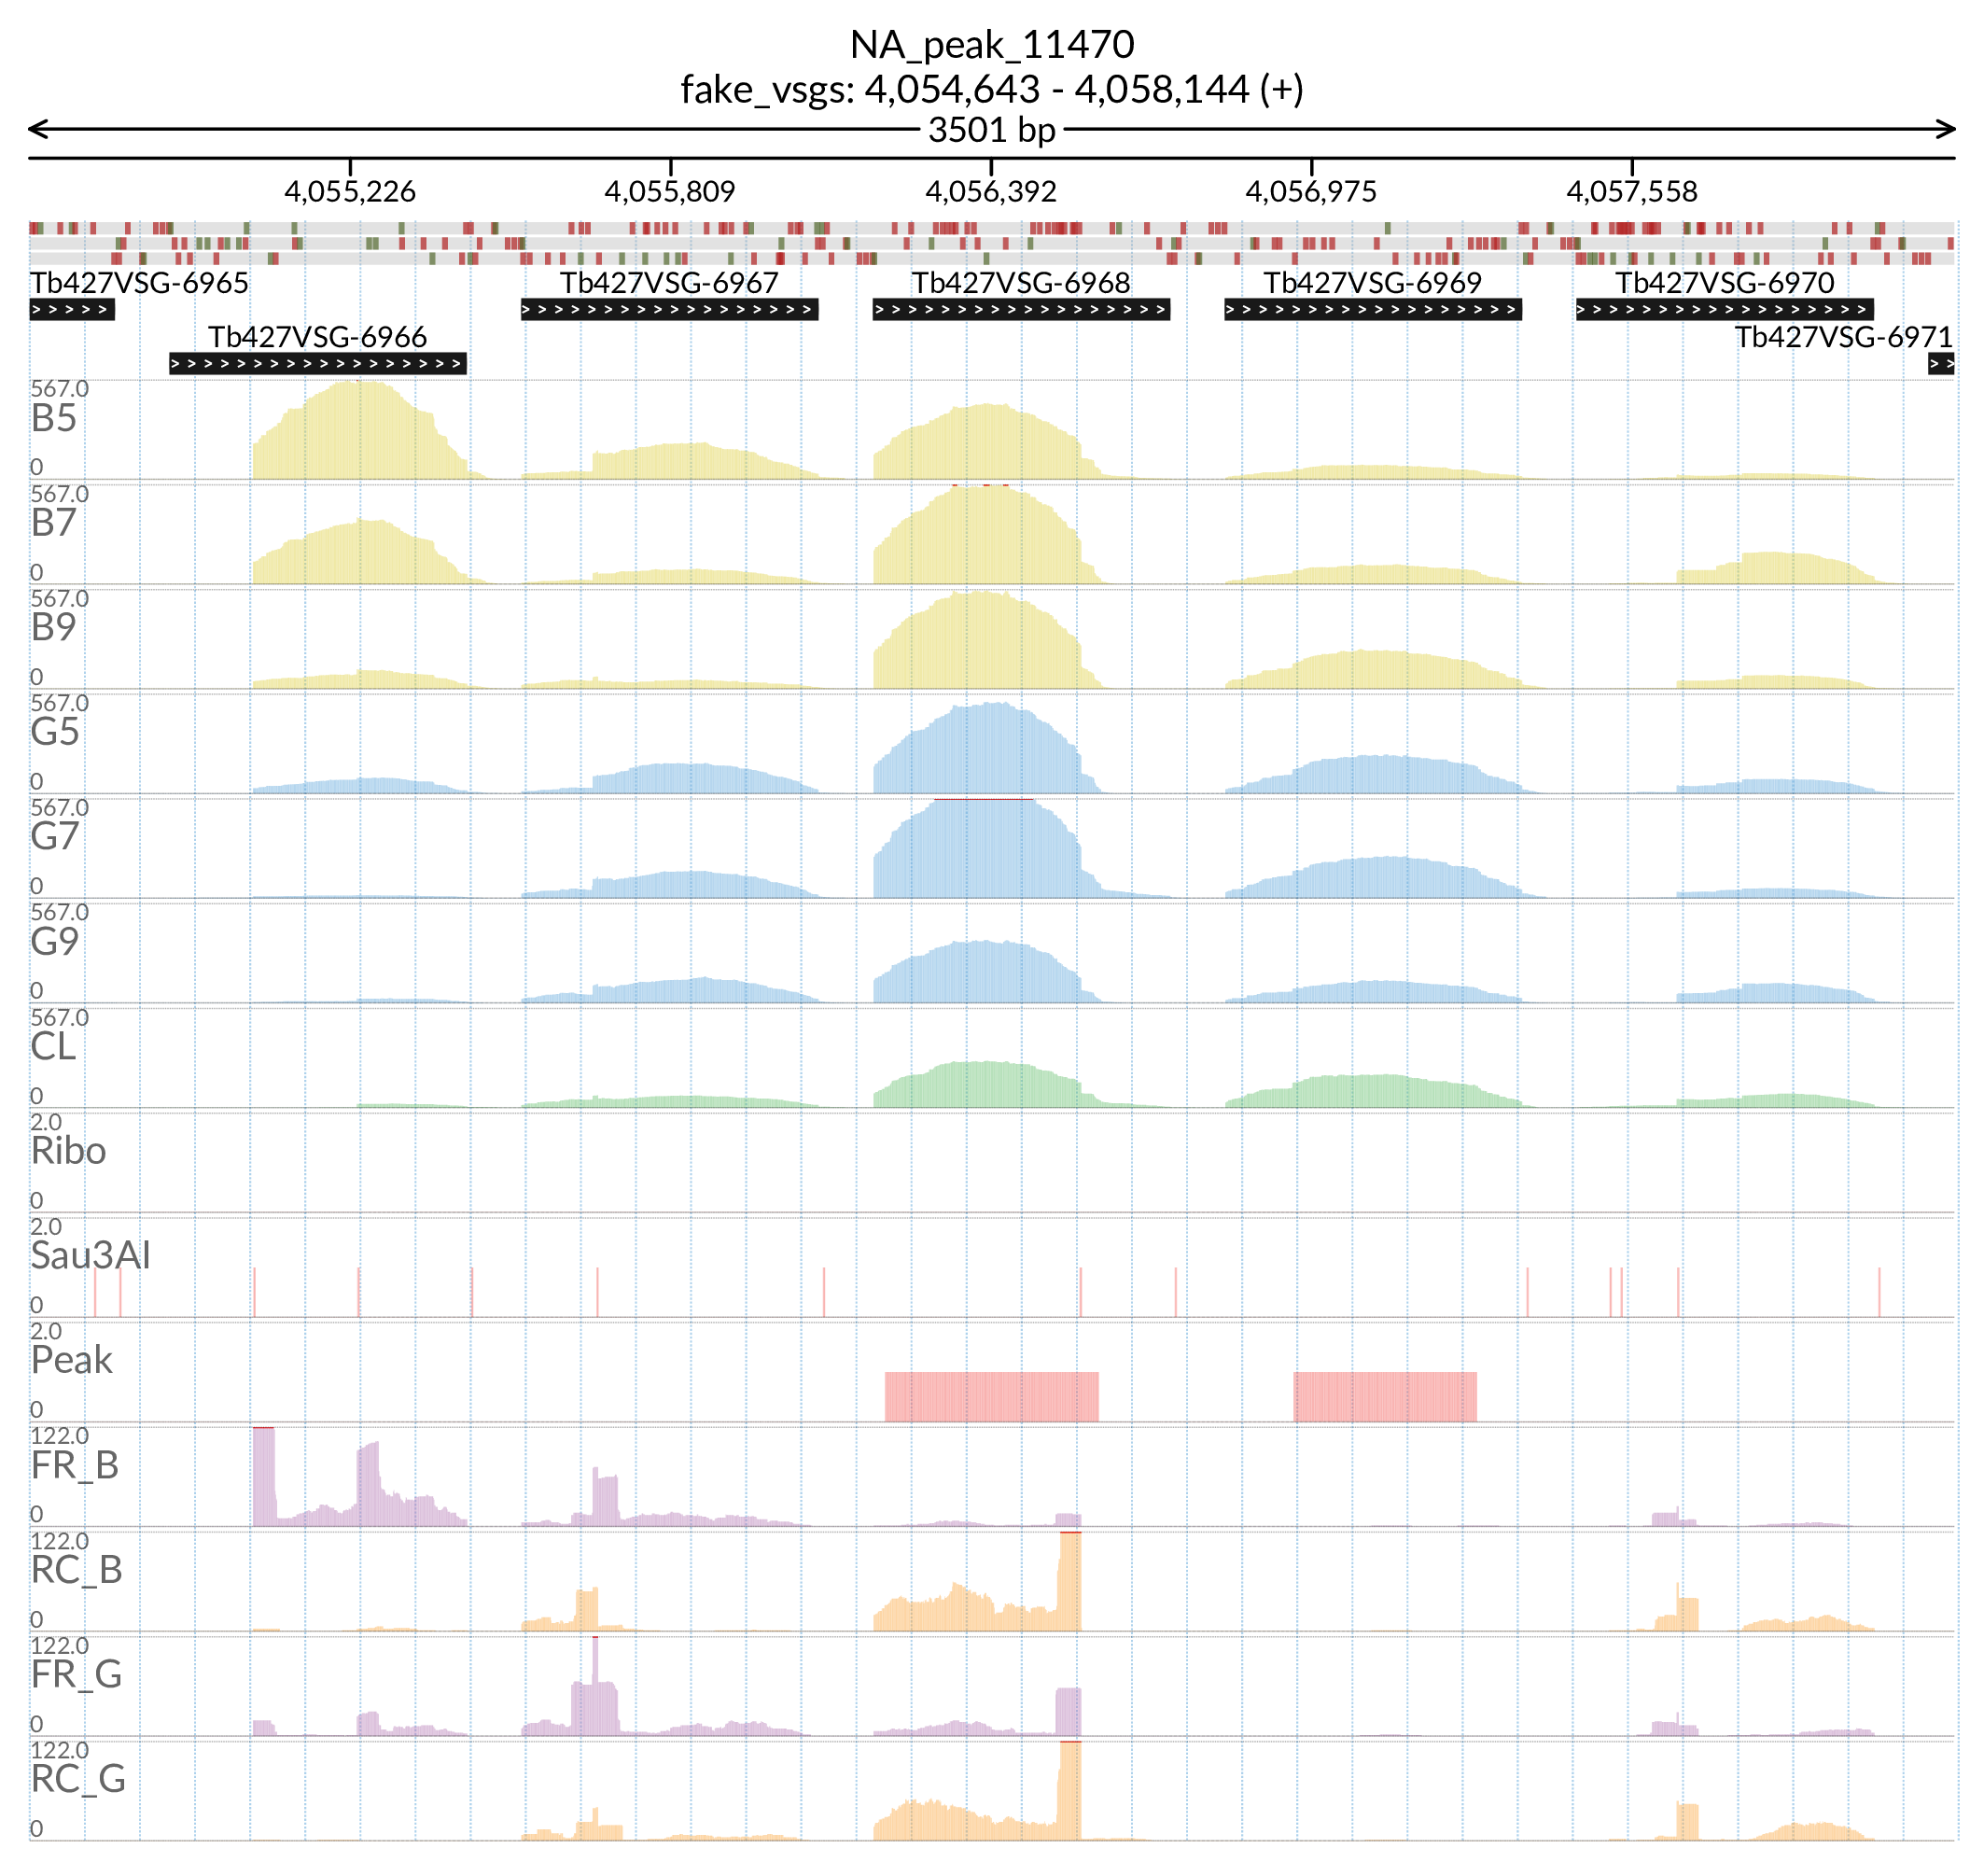 NA_peak_11470
fake_vsgs: 4,054,643 - 4,058,144 (+)
3501 bp
4,055,226 4,055,809 4,056,392 4,056,975 4,057,558
Tb427VSG-6965 Tb427VSG-6967 Tb427VSG-6968 Tb427VSG-6969 Tb427VSG-6970
Tb427VSG-6966 Tb427VSG-6971
567.0
B5
0
567.0
B7
0
567.0
B9
0
567.0
G5
0
567.0
G7
0
567.0
G9
0
567.0
CL
0
2.0
Ribo
0
2.0
Sau3AI
0
2.0
Peak
0
122.0
FR_B
0
122.0
RC_B
0
122.0
FR_G
0
122.0
RC_G
0